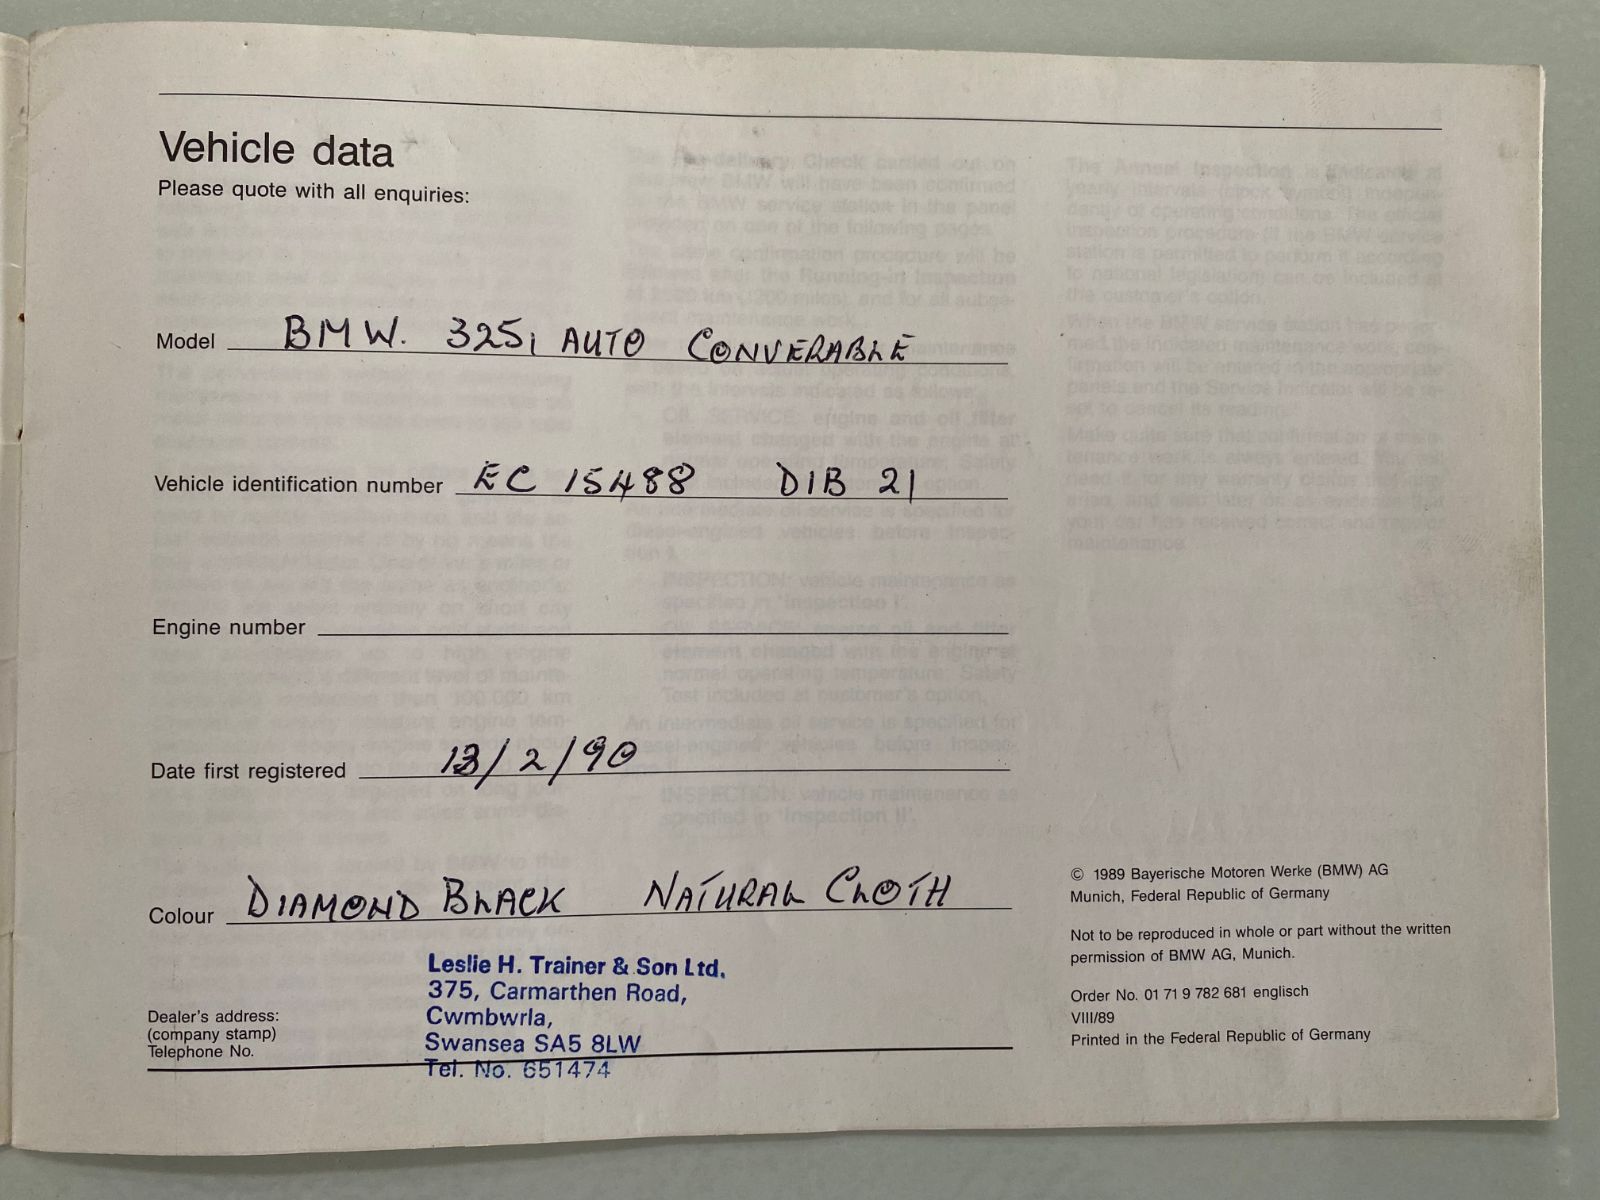 Vehicle data
Please quote with all enquiries:
Model BMW. 325i AUTO CONVERABLE
Vehicle identification number EC 15488 D1B 21
Engine number
Date first registered 13/2/90
Colour DIAMOND BLACK NATURAL CLOTH
Dealer's address:
(company stamp)
Telephone No.
Leslie H. Trainer & Son Ltd.
375, Carmarthen Road,
Cwmbwrla,
Swansea SA5 8LW
Tel. No. 651474
© 1989 Bayerische Motoren Werke (BMW) AG
Munich, Federal Republic of Germany
Not to be reproduced in whole or part without the written
permission of BMW AG, Munich.
Order No. 01 71 9 782 681 englisch
VIII/89
Printed in the Federal Republic of Germany